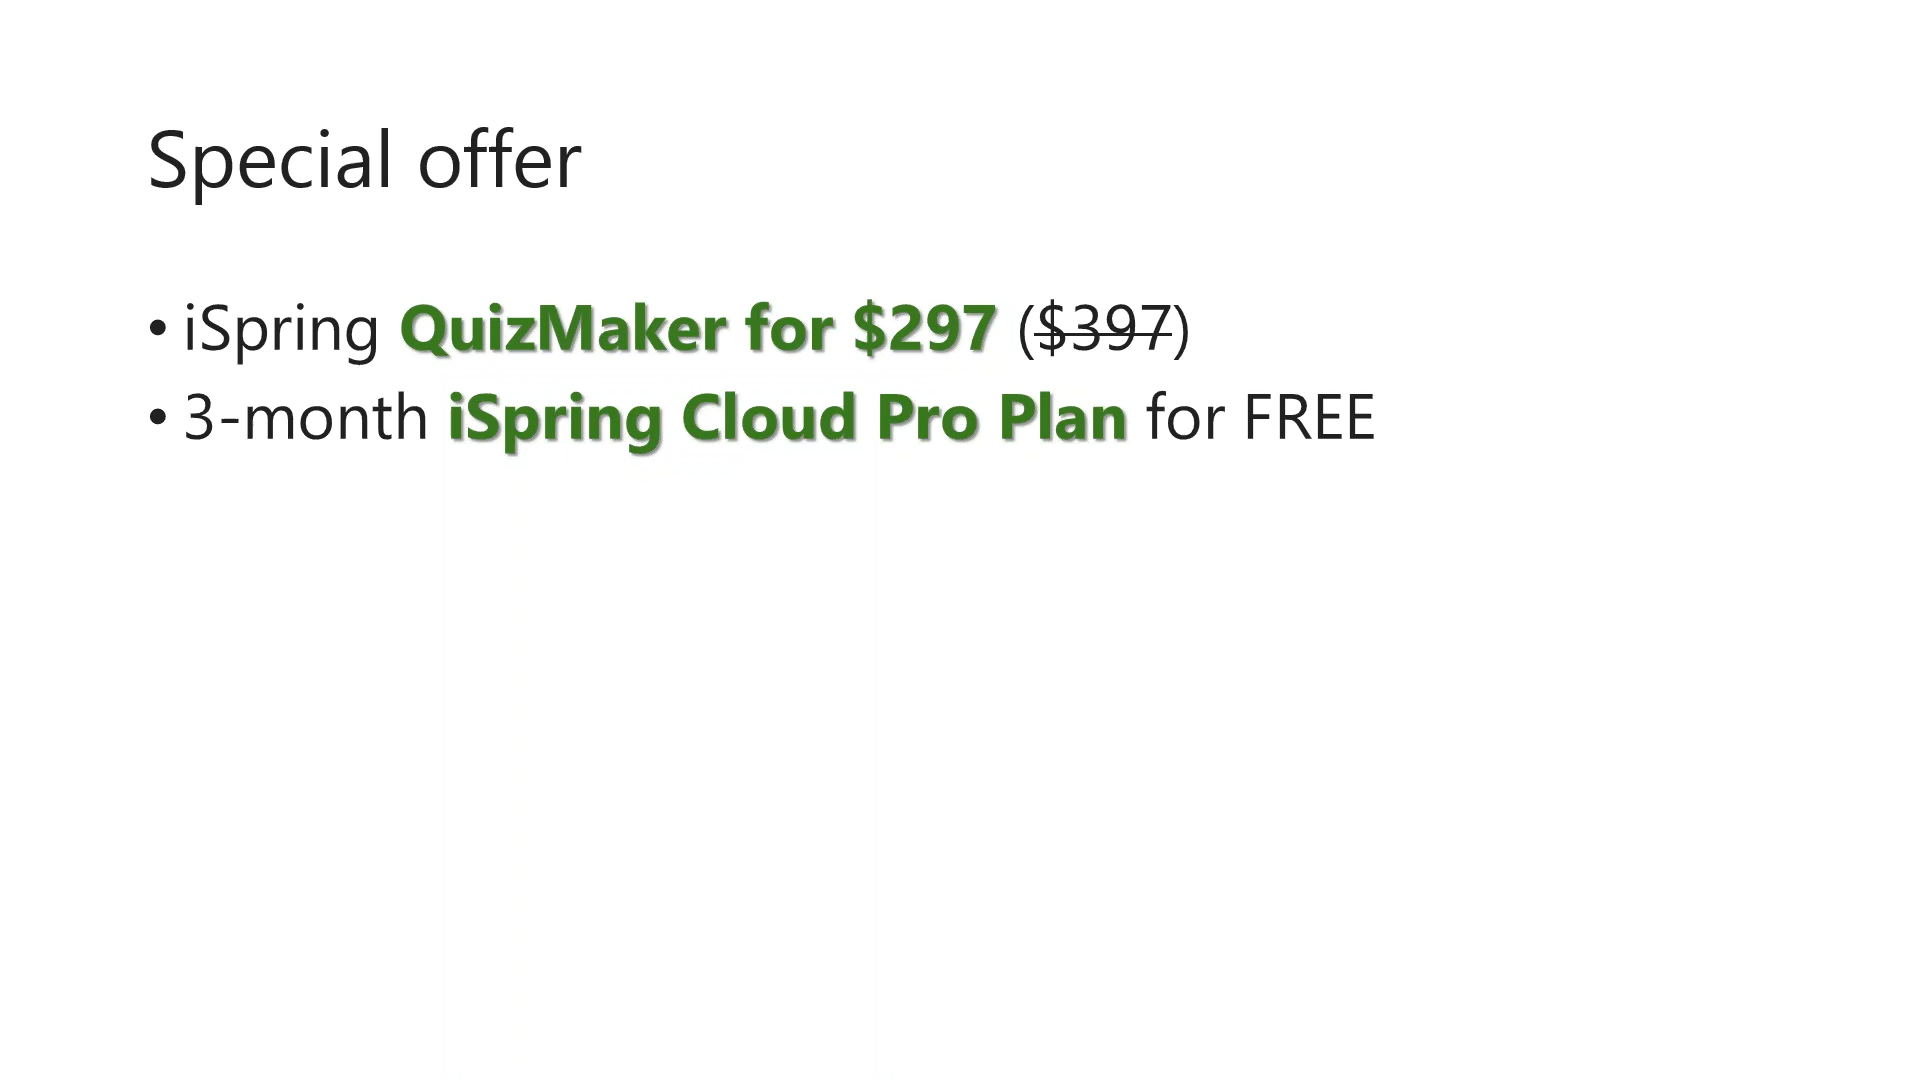 Special offer
• iSpring QuizMaker for $297 ($397)
• 3-month iSpring Cloud Pro Plan for FREE